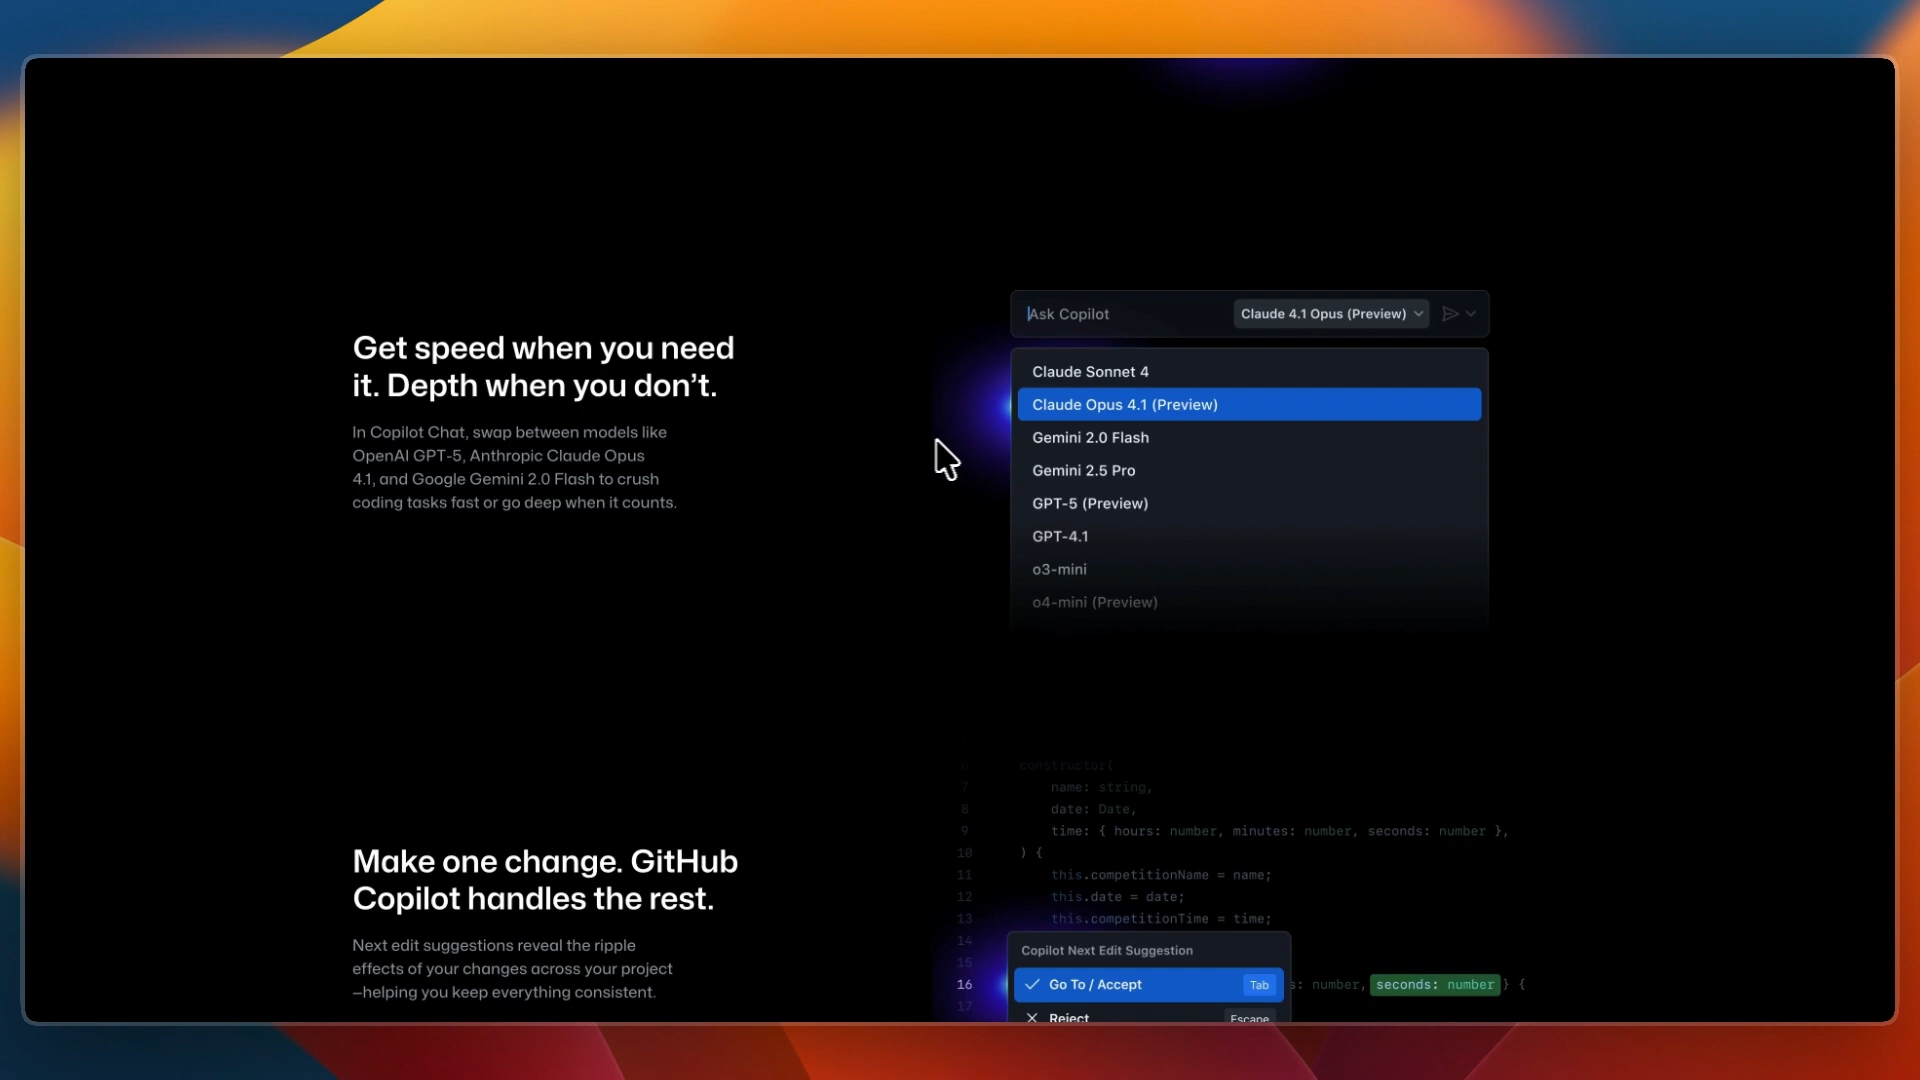 Get speed when you need
it. Depth when you don’t.
In Copilot Chat, swap between models like
OpenAI GPT-5, Anthropic Claude Opus
4.1, and Google Gemini 2.0 Flash to crush
coding tasks fast or go deep when it counts.
Ask Copilot
Claude 4.1 Opus (Preview)
Claude Sonnet 4
Claude Opus 4.1 (Preview)
Gemini 2.0 Flash
Gemini 2.5 Pro
GPT-5 (Preview)
GPT-4.1
o3-mini
o4-mini (Preview)
Make one change. GitHub
Copilot handles the rest.
Next edit suggestions reveal the ripple
effects of your changes across your project
—helping you keep everything consistent.
6 constructor(
7 name: string,
8 date: Date,
9 time: { hours: number, minutes: number, seconds: number },
10 ) {
11 this.competitionName = name;
12 this.date = date;
13 this.competitionTime = time;
14
15
16 s: number, seconds: number } {
17
Copilot Next Edit Suggestion
Go To / Accept Tab
Reject Escape